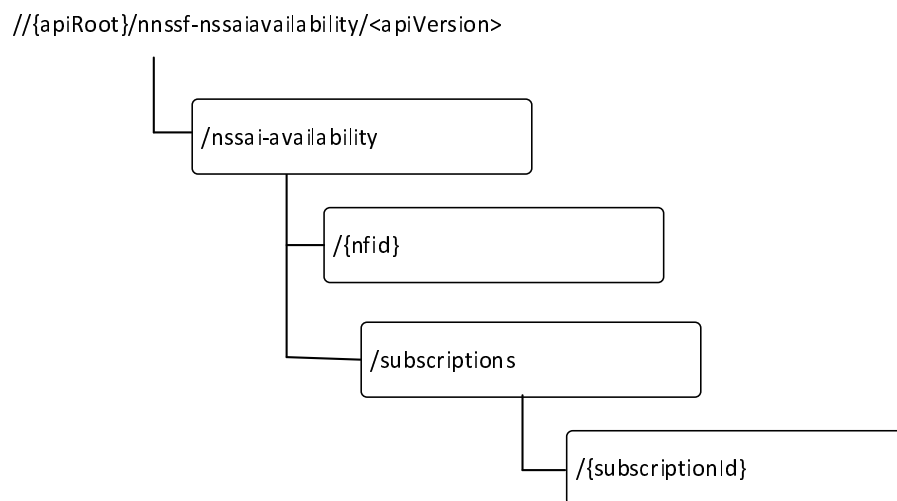 //{apiRoot}/nnssf-nssaiavailability/<apiVersion>
/nssai-availability
/{nfid}
/subscriptions
/{subscriptionId}